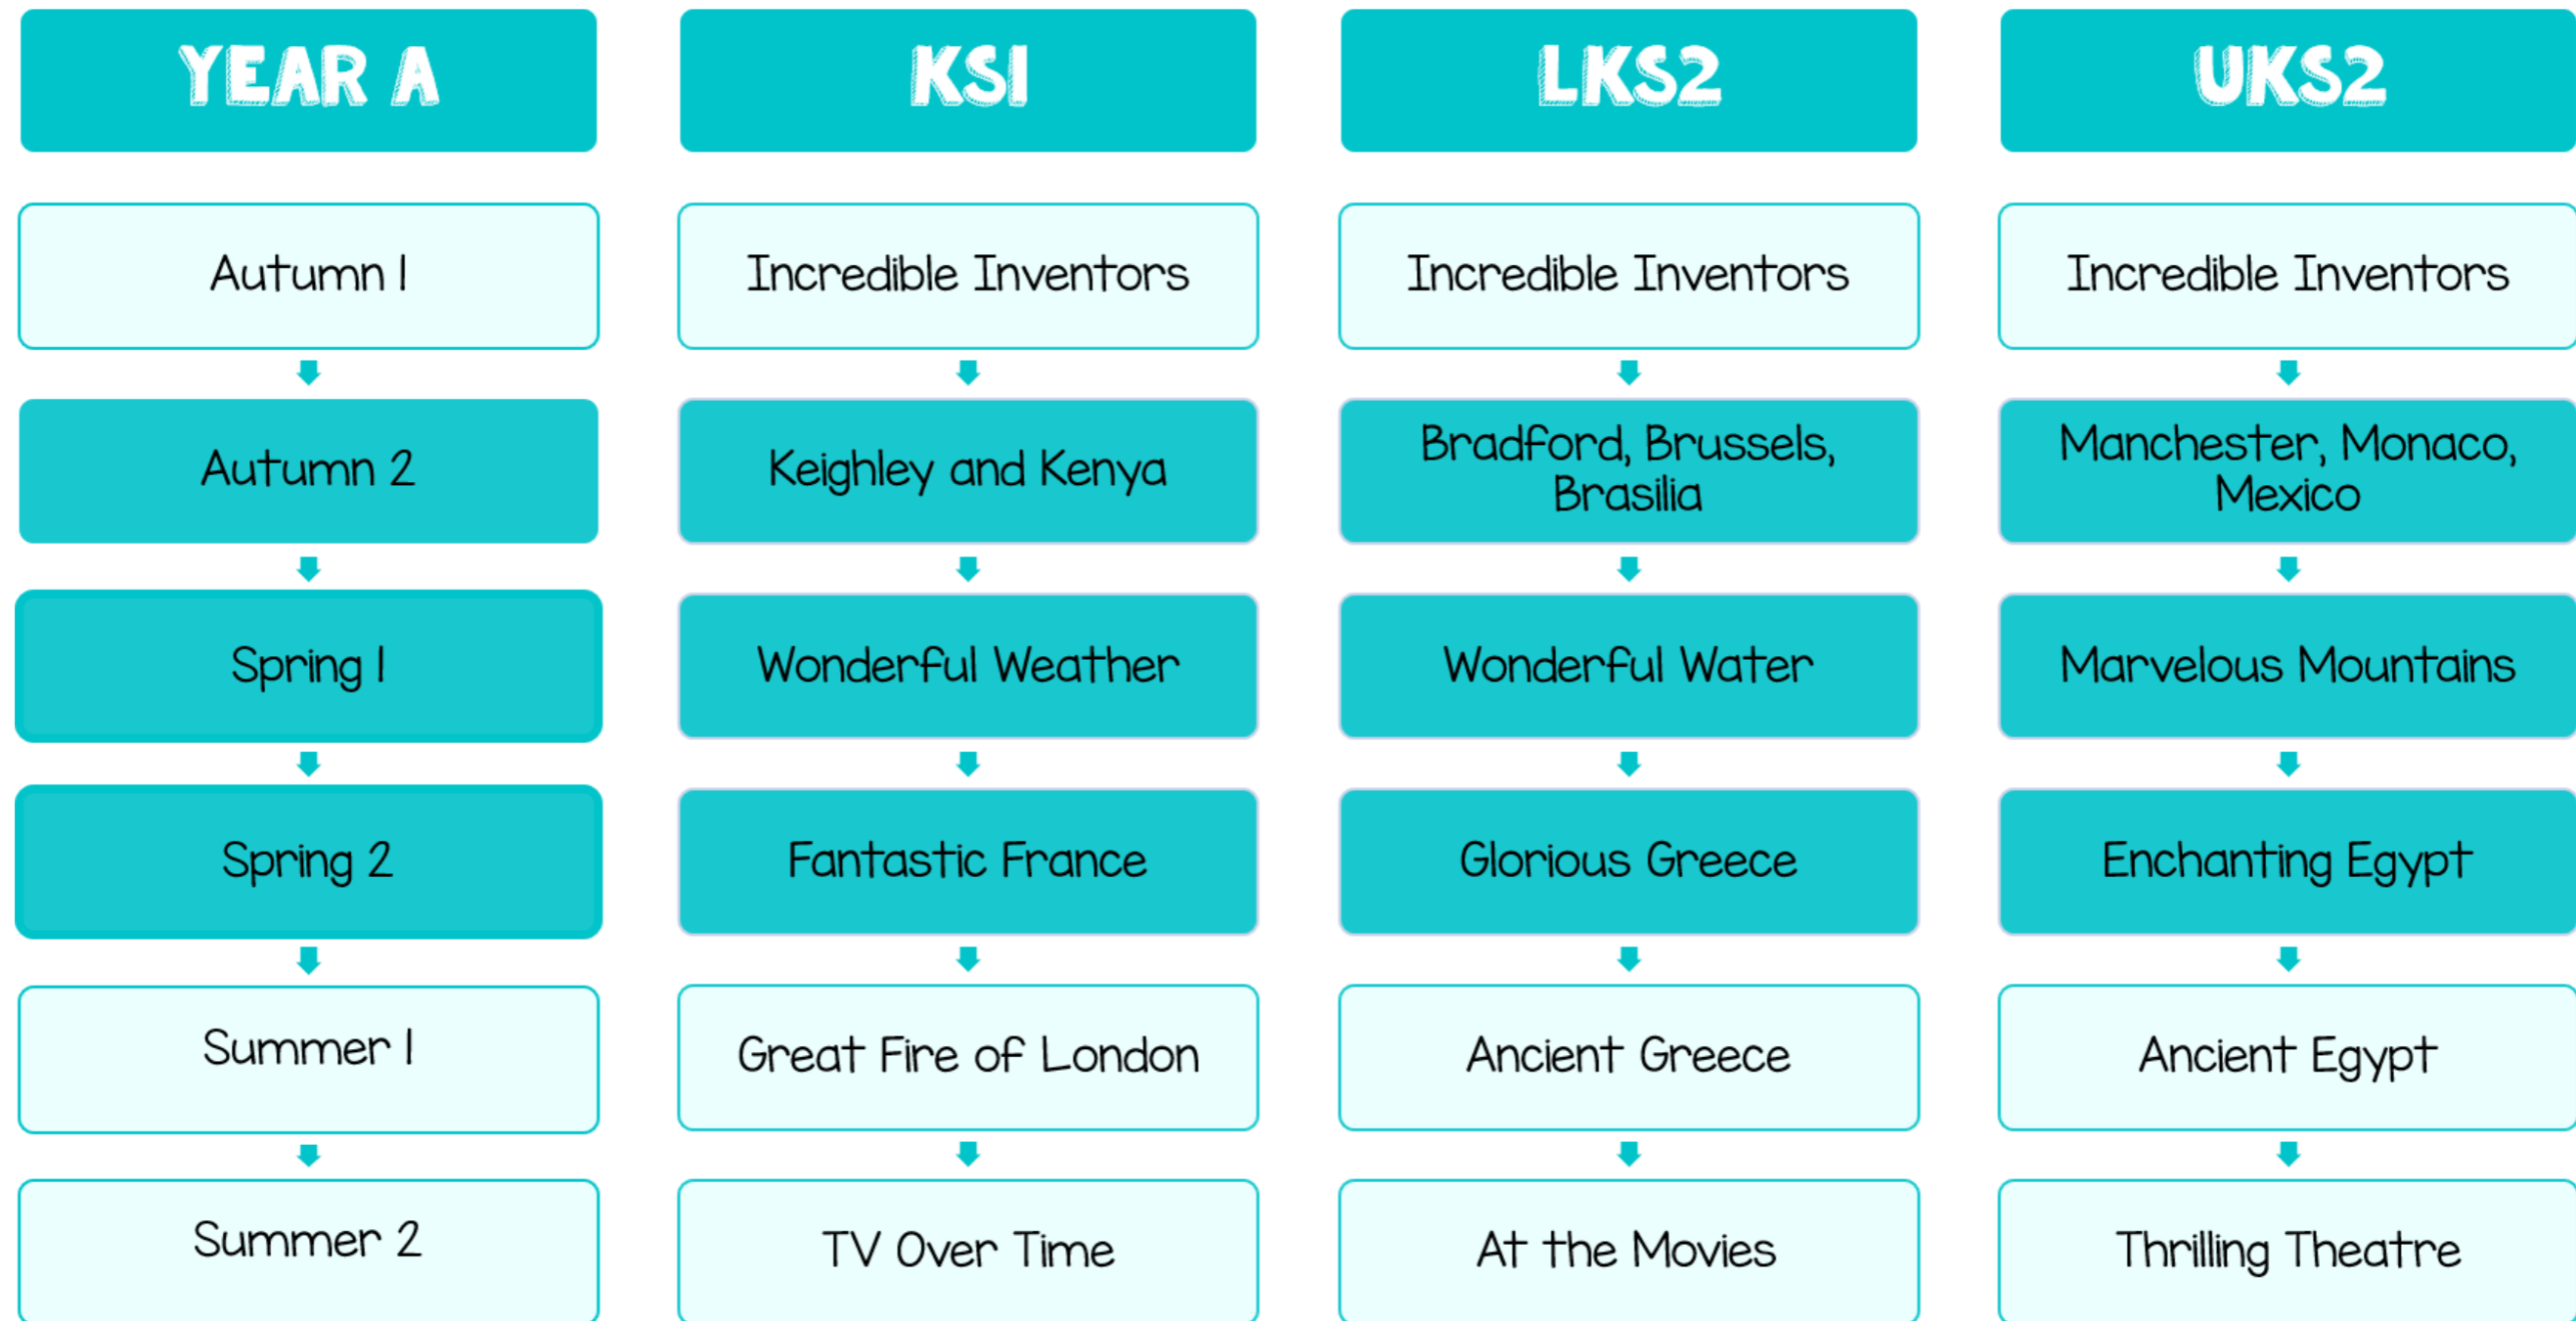 YEAR A
KS1
LKS2
UKS2
Autumn 1
Incredible Inventors
Incredible Inventors
Incredible Inventors
Autumn 2
Keighley and Kenya
Bradford, Brussels,
Brasilia
Manchester, Monaco,
Mexico
Spring 1
Wonderful Weather
Wonderful Water
Marvelous Mountains
Spring 2
Fantastic France
Glorious Greece
Enchanting Egypt
Summer 1
Great Fire of London
Ancient Greece
Ancient Egypt
Summer 2
TV Over Time
At the Movies
Thrilling Theatre